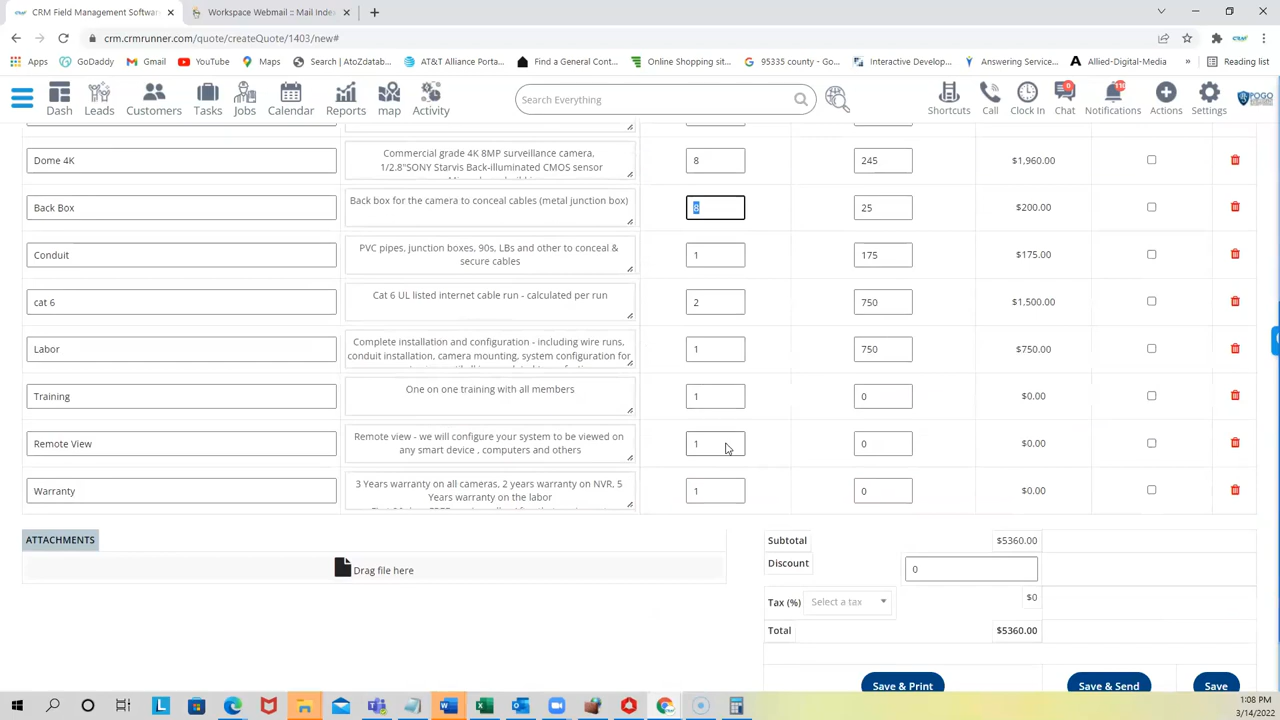 CRM Field Management Softwar
Workspace Webmail :: Mail Index
crm.crmrunner.com/quote/createQuote/1403/new#
Apps
GoDaddy
Gmail
YouTube
Maps
Search | AtoZdatab...
AT&T Alliance Porta...
Find a General Cont...
Online Shopping sit...
95335 county - Go...
Interactive Develop...
Answering Service...
Allied-Digital-Media
»
Reading list
Dash
Leads
Customers
Tasks
Jobs
Calendar
Reports
map
Activity
Search Everything
Shortcuts
Call
Clock In
0
Chat
Notifications
Actions
Settings
POGO
Dome 4K
Commercial grade 4K 8MP surveillance camera,
1/2.8"SONY Starvis Back-illuminated CMOS sensor
8
245
$1,960.00
Back Box
Back box for the camera to conceal cables (metal junction box)
8
25
$200.00
Conduit
PVC pipes, junction boxes, 90s, LBs and other to conceal &
secure cables
1
175
$175.00
cat 6
Cat 6 UL listed internet cable run - calculated per run
2
750
$1,500.00
Labor
Complete installation and configuration - including wire runs,
conduit installation, camera mounting, system configuration for
1
750
$750.00
Training
One on one training with all members
1
0
$0.00
Remote View
Remote view - we will configure your system to be viewed on
any smart device , computers and others
1
0
$0.00
Warranty
3 Years warranty on all cameras, 2 years warranty on NVR, 5
Years warranty on the labor
1
0
$0.00
ATTACHMENTS
Drag file here
Subtotal
$5360.00
Discount
0
Tax (%)
Select a tax
$0
Total
$5360.00
Save & Print
Save & Send
Save
1:08 PM
3/14/2022